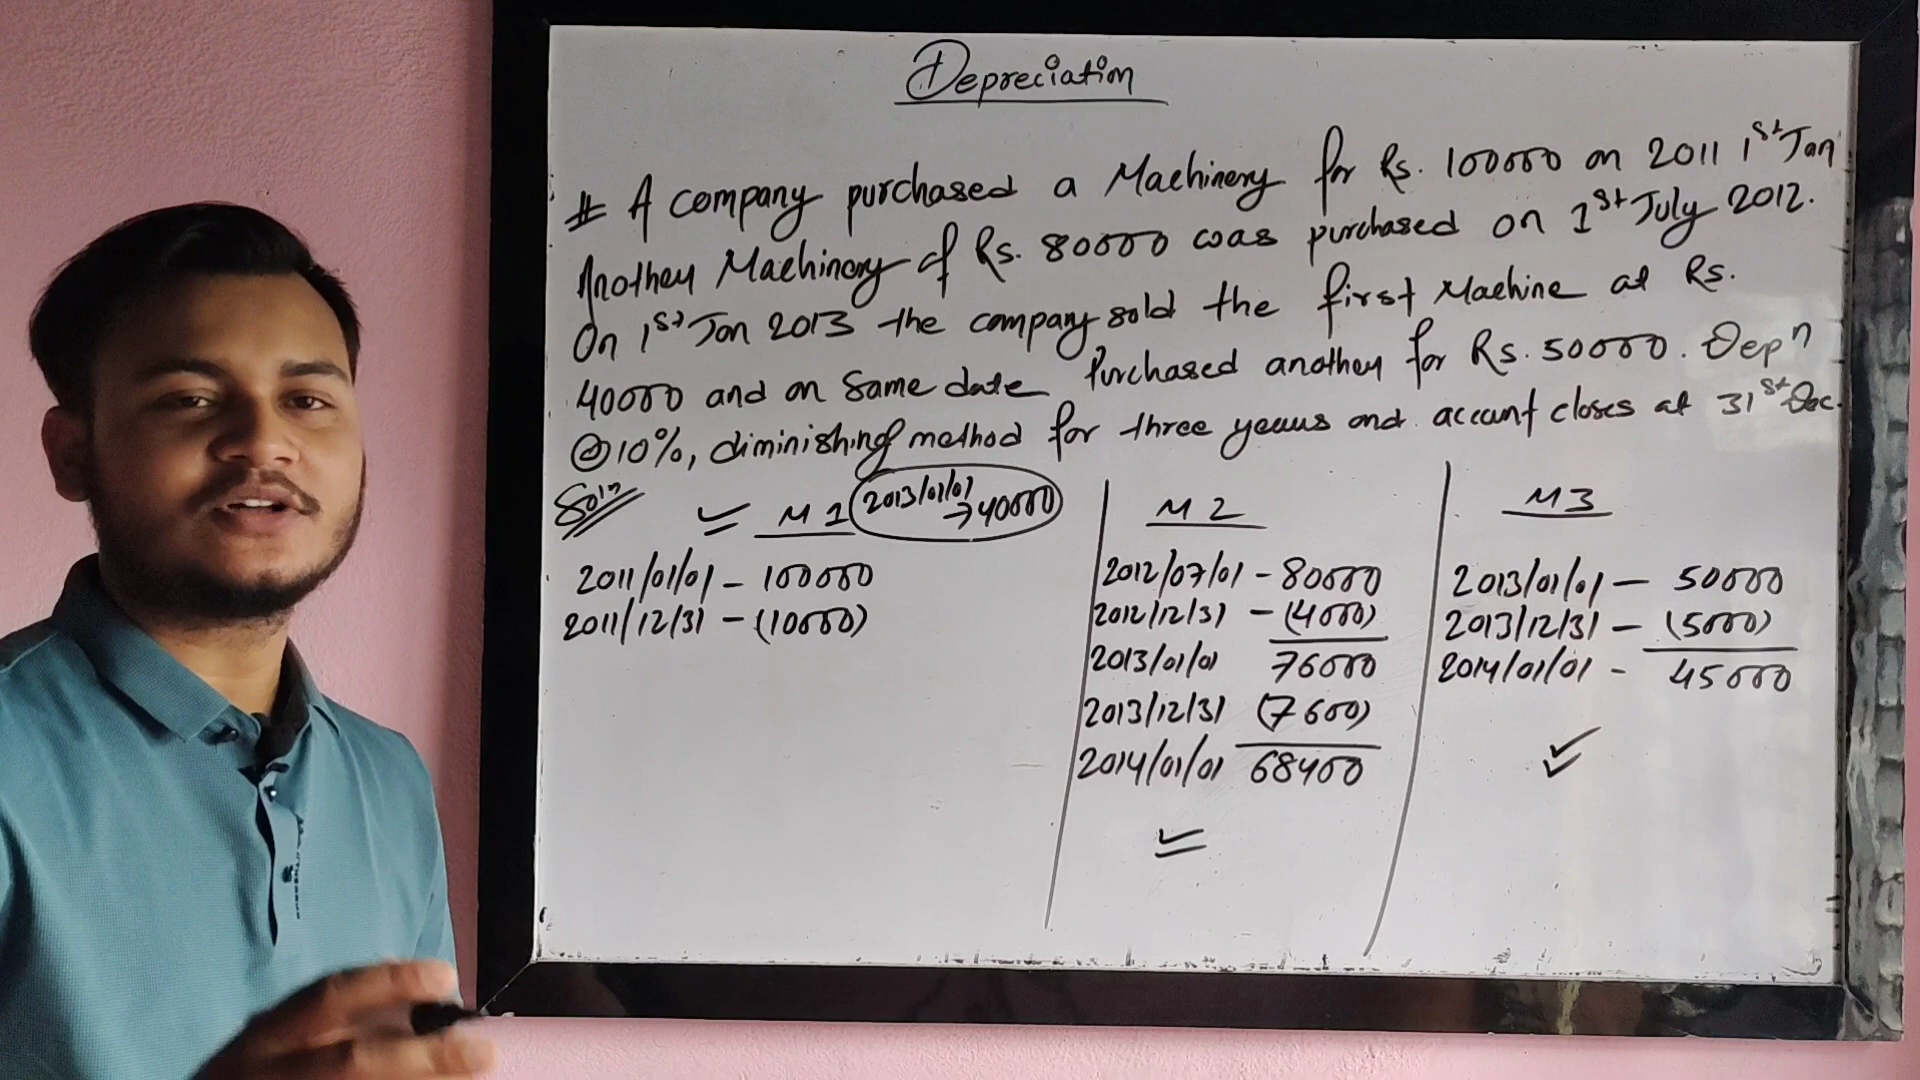 Depreciation
# A company purchased a Machinery for Rs. 100000 on 2011 1st Jan
Another Machinery of Rs. 80000 was purchased on 1st July 2012.
On 1st Jan 2013 the company sold the first Machine at Rs.
40000 and on same date Purchased another for Rs. 50000. Depn
@10%, diminishing method for three years and account closes at 31st Dec.
Soln
M 1 2013/01/01 → 40000
2011/01/01 - 100000
2011/12/31 - (10000)
M 2
2012/07/01 - 80000
2012/12/31 - (4000)
2013/01/01 76000
2013/12/31 (7600)
2014/01/01 68400
M3
2013/01/01 - 50000
2013/12/31 - (5000)
2014/01/01 - 45000